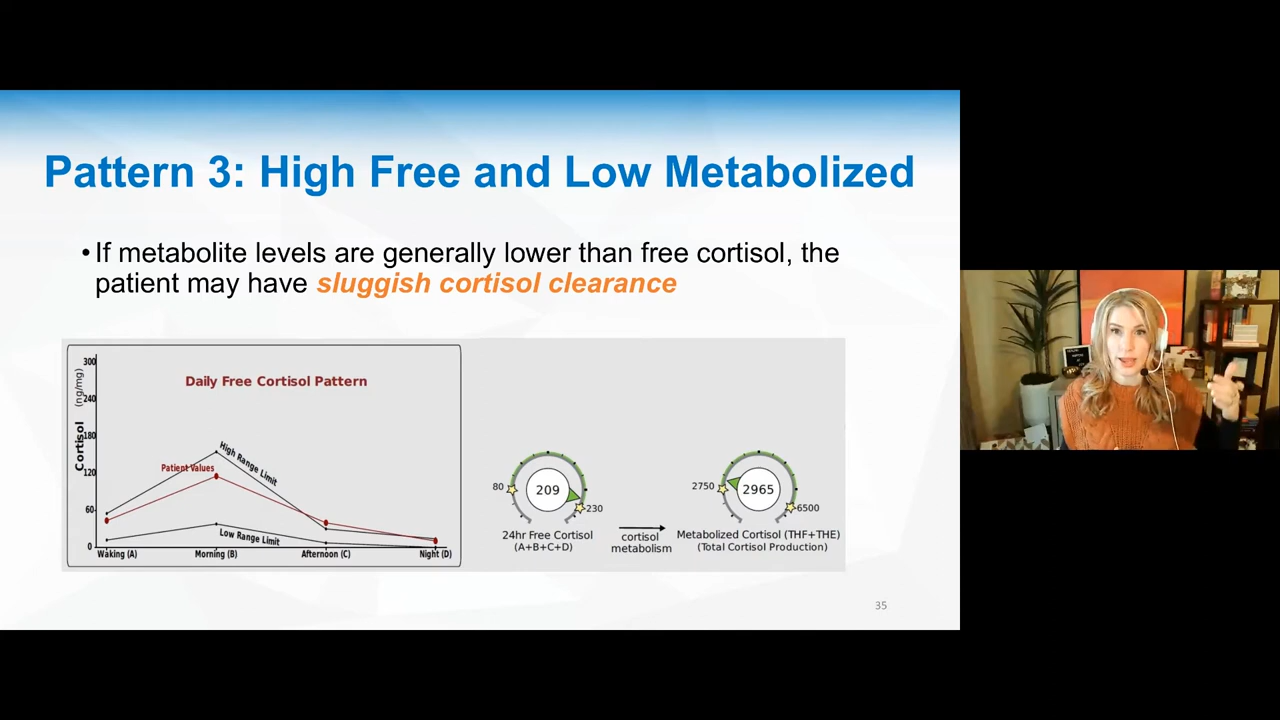 Pattern 3: High Free and Low Metabolized
• If metabolite levels are generally lower than free cortisol, the
patient may have sluggish cortisol clearance
Daily Free Cortisol Pattern
Cortisol (ng/mg)
300
240
180
120
60
0
High Range Limit
Patient Values
Low Range Limit
Waking (A) Morning (B) Afternoon (C) Night (D)
80 209 230
24hr Free Cortisol
(A+B+C+D)
cortisol
metabolism
2750 2965 6500
Metabolized Cortisol (THF+THE)
(Total Cortisol Production)
35